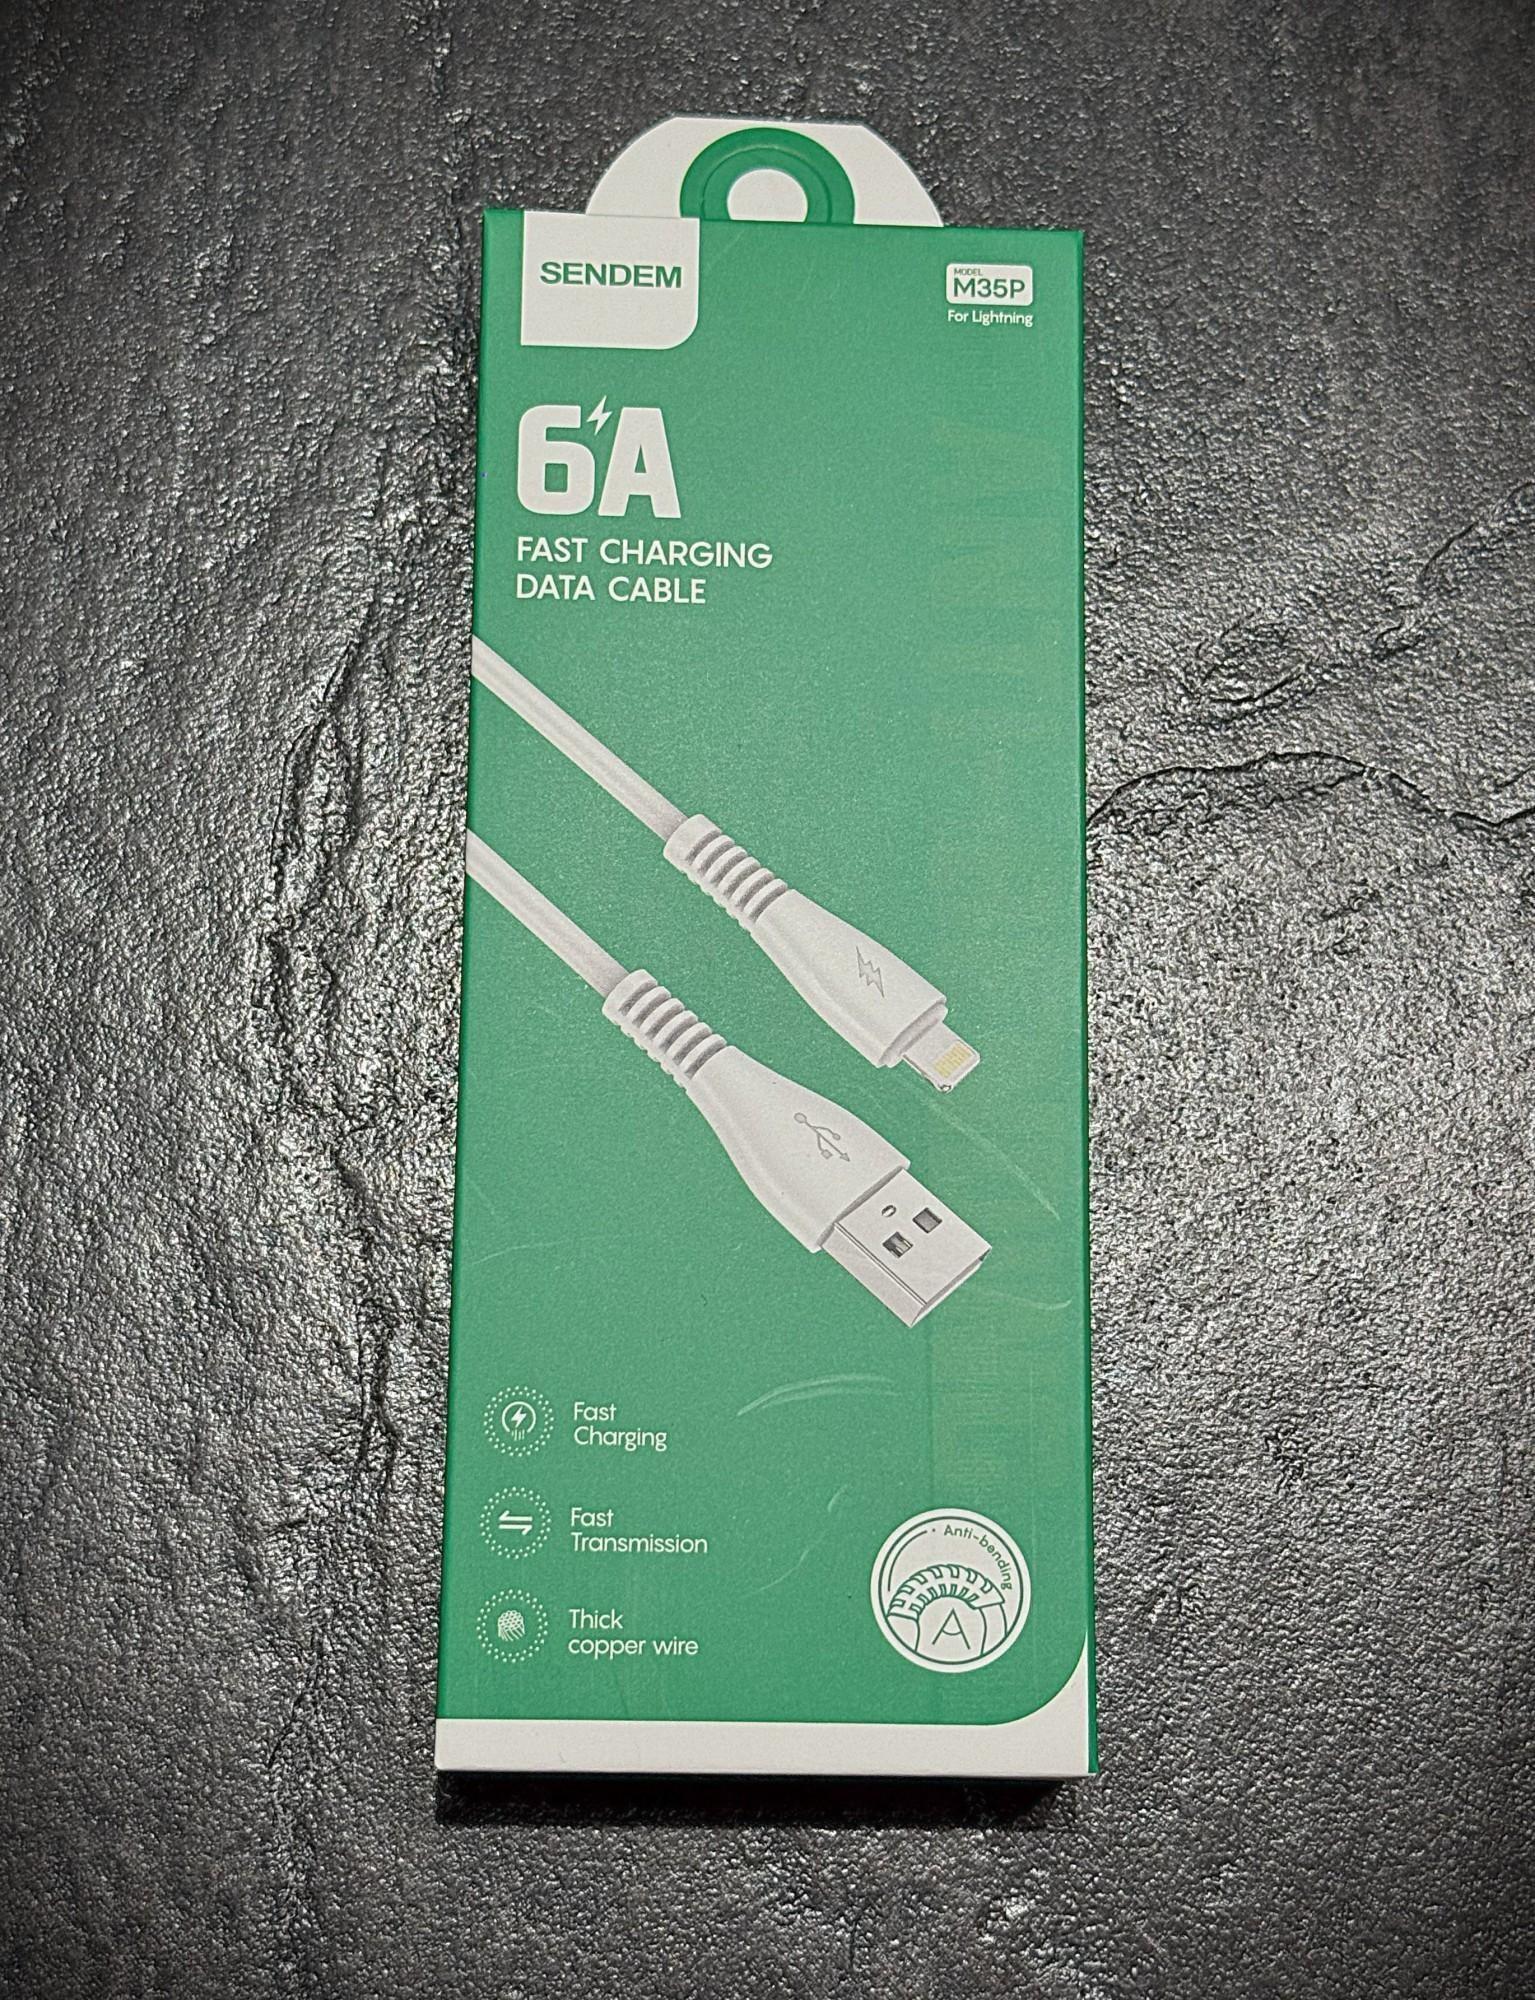 SENDEM
MODEL
M35P
For Lightning
6A
FAST CHARGING
DATA CABLE
Fast
Charging
Fast
Transmission
Thick
copper wire
Anti-bending
A